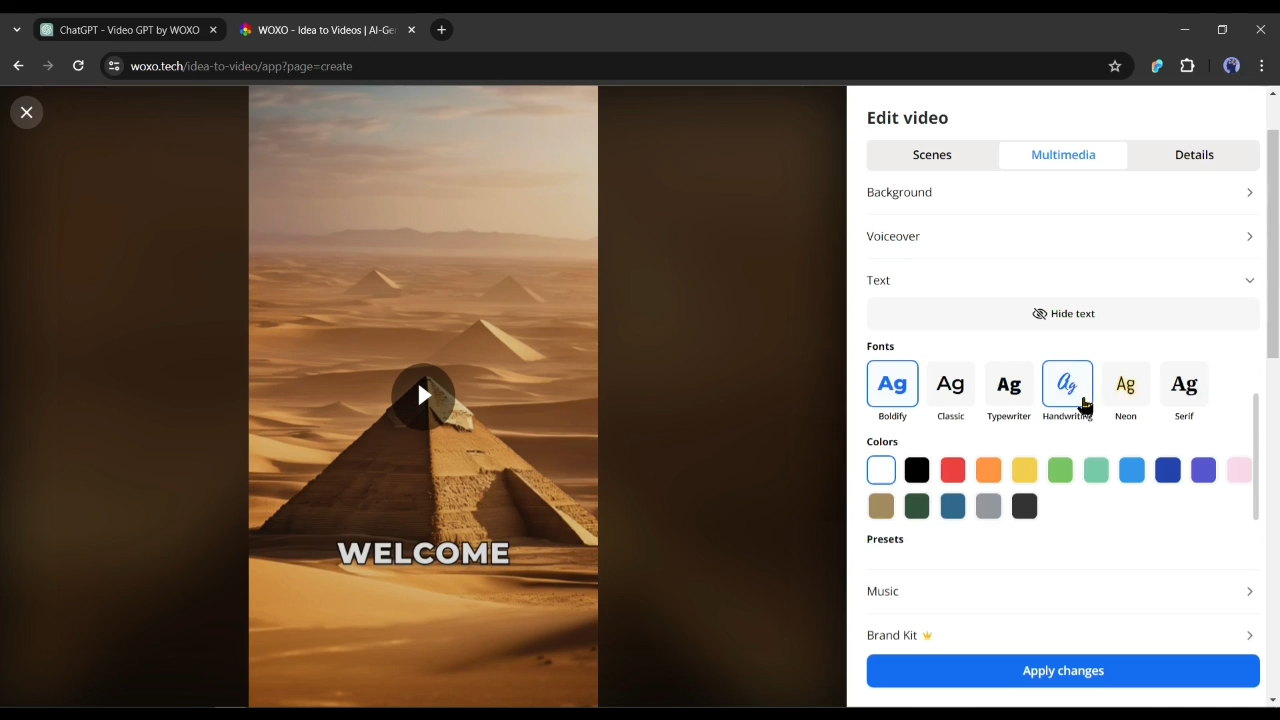 ChatGPT - Video GPT by WOXO
WOXO - Idea to Videos | AI-Ge
woxo.tech/idea-to-video/app?page=create
Edit video
Scenes
Multimedia
Details
Background
Voiceover
Text
Hide text
Fonts
Ag
Ag
Ag
Ag
Ag
Ag
Boldify
Classic
Typewriter
Handwriting
Neon
Serif
Colors
Presets
WELCOME
Music
Brand Kit
Apply changes